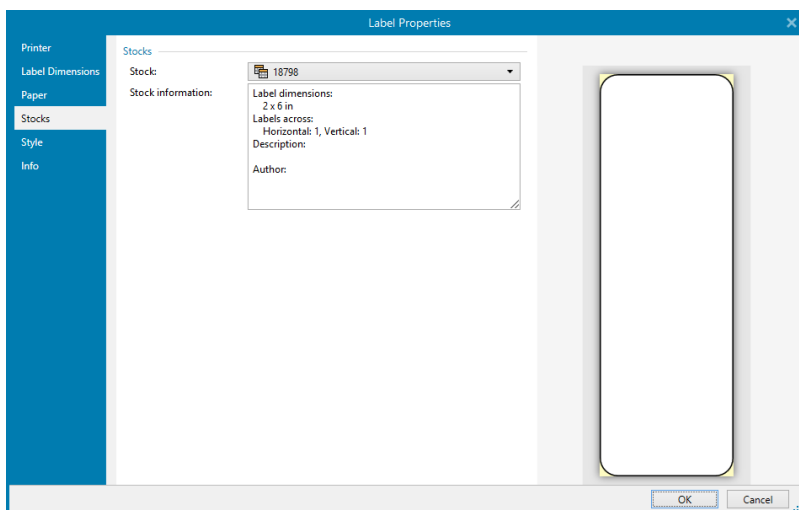 Label Properties
Printer
Label Dimensions
Paper
Stocks
Style
Info
Stocks
Stock:
18798
Stock information:
Label dimensions:
2 x 6 in
Labels across:
Horizontal: 1, Vertical: 1
Description:
Author:
OK
Cancel